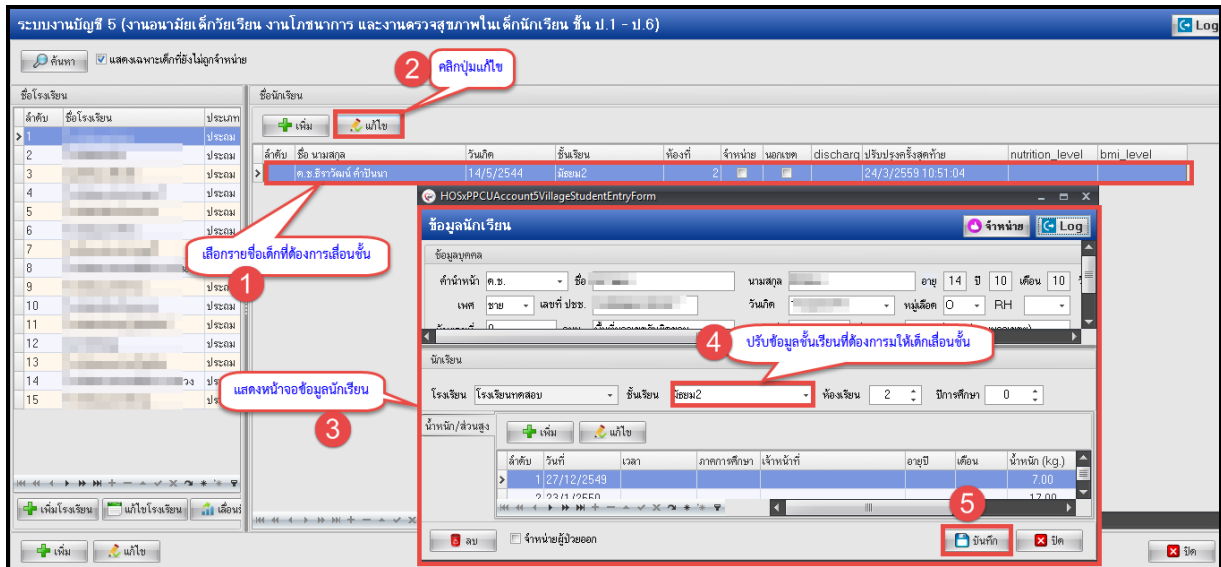 ระบบงานบัญชี 5 (งานอนามัยเด็กวัยเรียน งานโภชนาการ และงานตรวจสุขภาพในเด็กนักเรียน ชั้น ป.1 - ป.6)
Log
ค้นหา
แสดงเฉพาะเด็กที่ยังไม่ถูกจำหน่าย
2
คลิกปุ่มแก้ไข
ชื่อโรงเรียน
ชื่อนักเรียน
ลำดับ ชื่อโรงเรียน ประเภท
เพิ่ม
แก้ไข
1 ประถม
2 ประถม
3 ประถม
4 ประถม
5 ประถม
6 ประถม
7
8
9
10 ประถม
11 ประถม
12 ประถม
13 ประถม
14
15
ลำดับ ชื่อ นามสกุล วันเกิด ชั้นเรียน ห้องที่ จำหน่าย นอกเขต discharg ปรับปรุงครั้งสุดท้าย nutrition_level bmi_level
ด.ช.ธิราวัฒน์ คำปันนา 14/5/2544 มัธยม2 2 24/3/2559 10:51:04
เลือกรายชื่อเด็กที่ต้องการเลื่อนชั้น
1
HOSxPPCUAccount5VillageStudentEntryForm
ข้อมูลนักเรียน
จำหน่าย
Log
ข้อมูลบุคคล
คำนำหน้า ด.ช. ชื่อ นามสกุล อายุ 14 ปี 10 เดือน 10
เพศ ชาย เลขที่ ปชช. วันเกิด หมู่เลือด O RH
4
ปรับข้อมูลชั้นเรียนที่ต้องการมให้เด็กเลื่อนชั้น
นักเรียน
แสดงหน้าจอข้อมูลนักเรียน
3
โรงเรียน โรงเรียนทดสอบ ชั้นเรียน มัธยม2 ห้องเรียน 2 ปีการศึกษา 0
น้ำหนัก/ส่วนสูง
เพิ่ม
แก้ไข
ลำดับ วันที่ เวลา ภาคการศึกษา เจ้าหน้าที่ อายุปี เดือน น้ำหนัก (kg.)
1 27/12/2549 7.00
2 23/1/2550 17.00
5
ลบ
จำหน่ายผู้ป่วยออก
บันทึก
ปิด
เพิ่มโรงเรียน
แก้ไขโรงเรียน
เพิ่ม
แก้ไข
ปิด